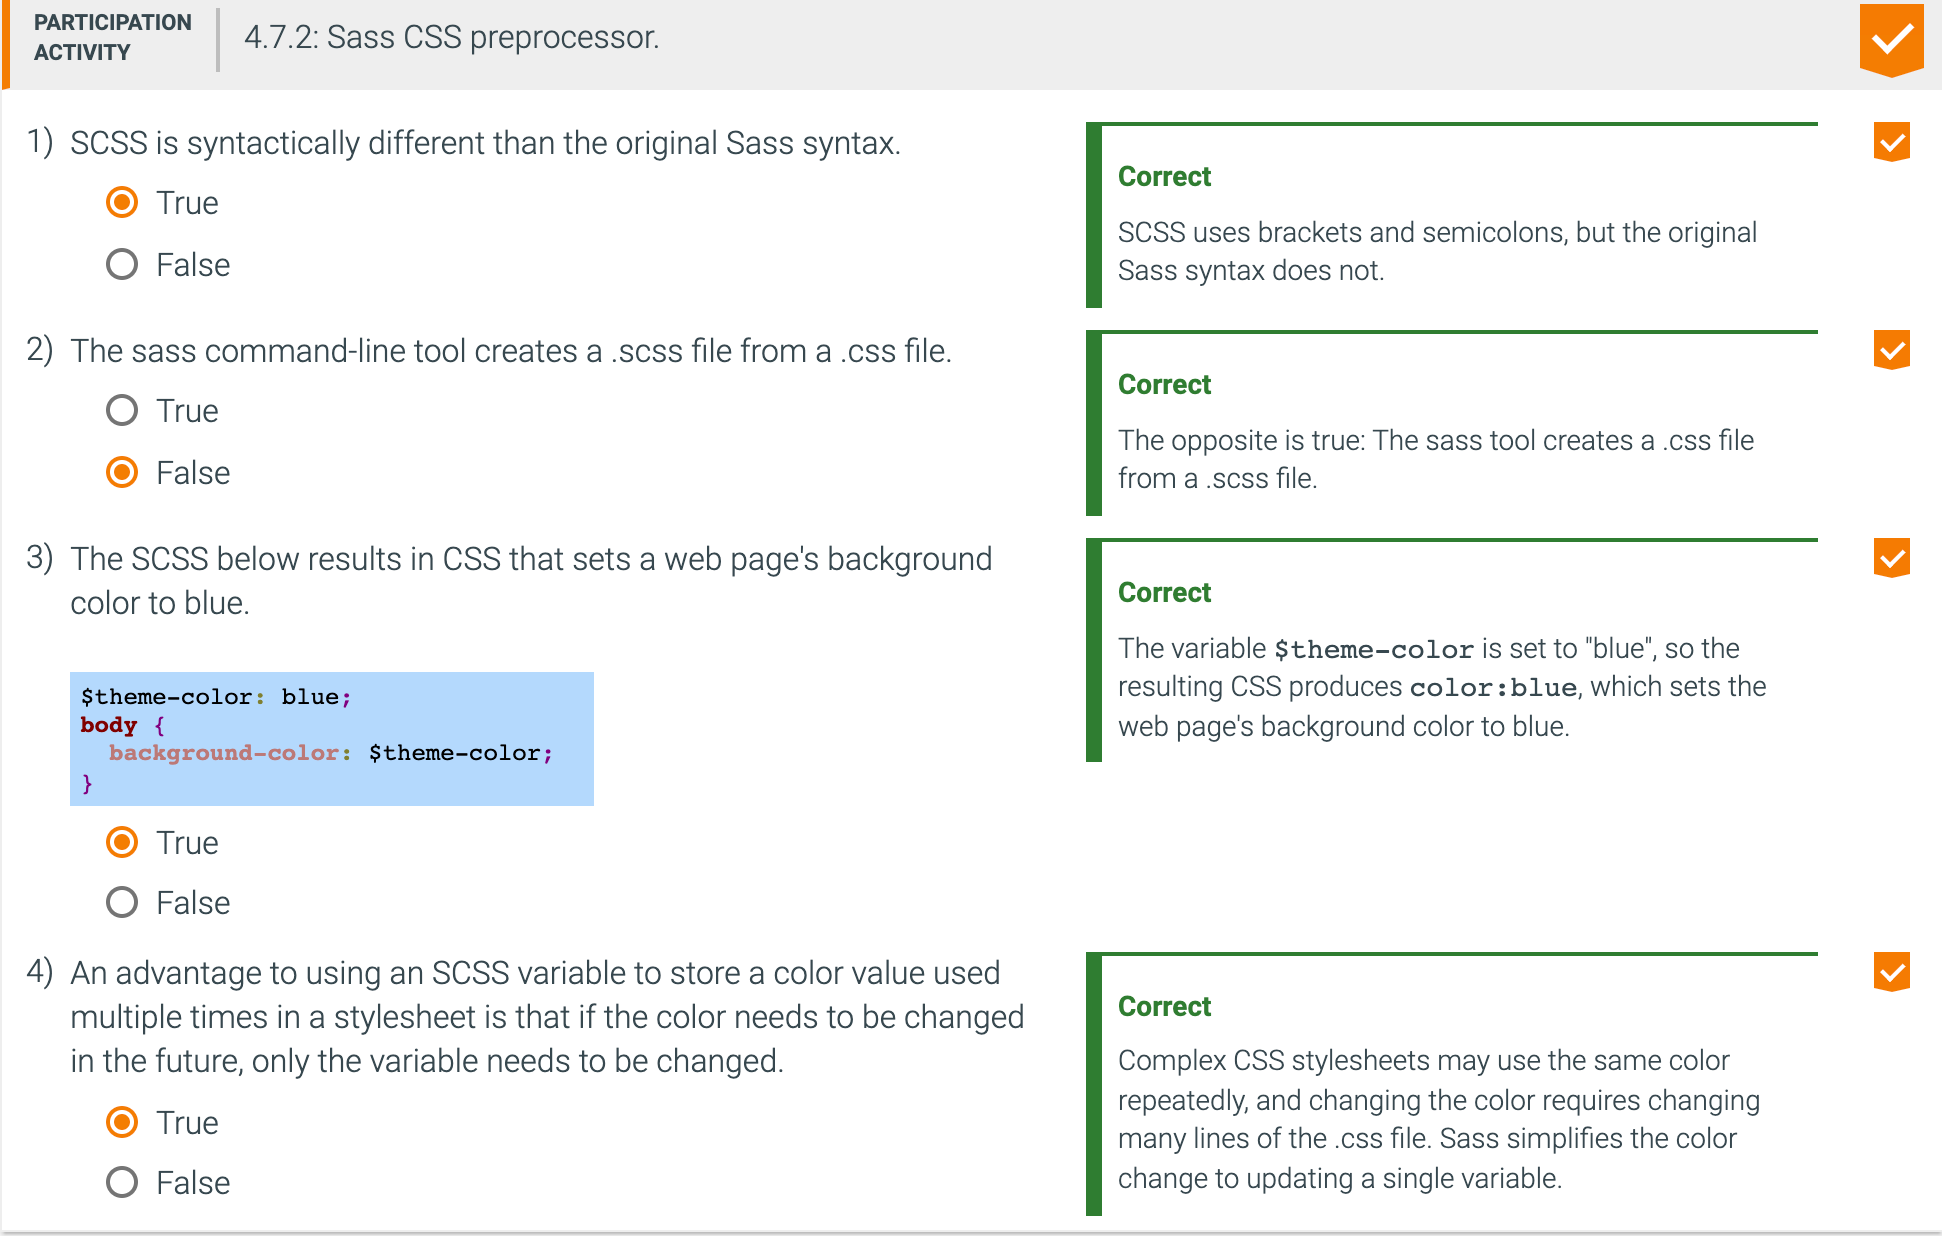 PARTICIPATION
ACTIVITY
4.7.2: Sass CSS preprocessor.
1) SCSS is syntactically different than the original Sass syntax.
True
False
Correct
SCSS uses brackets and semicolons, but the original
Sass syntax does not.
2) The sass command-line tool creates a .scss file from a .css file.
True
False
Correct
The opposite is true: The sass tool creates a .css file
from a .scss file.
3) The SCSS below results in CSS that sets a web page's background
color to blue.
$theme-color: blue;
body {
  background-color: $theme-color;
}
True
False
Correct
The variable $theme-color is set to "blue", so the
resulting CSS produces color:blue, which sets the
web page's background color to blue.
4) An advantage to using an SCSS variable to store a color value used
multiple times in a stylesheet is that if the color needs to be changed
in the future, only the variable needs to be changed.
True
False
Correct
Complex CSS stylesheets may use the same color
repeatedly, and changing the color requires changing
many lines of the .css file. Sass simplifies the color
change to updating a single variable.